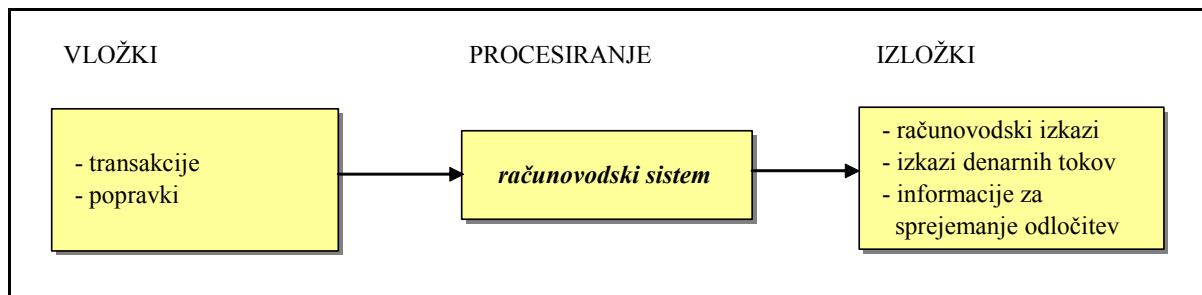 VLOŽKI
PROCESIRANJE
IZLOŽKI
- transakcije
- popravki
računovodski sistem
- računovodski izkazi
- izkazi denarnih tokov
- informacije za
sprejemanje odločitev